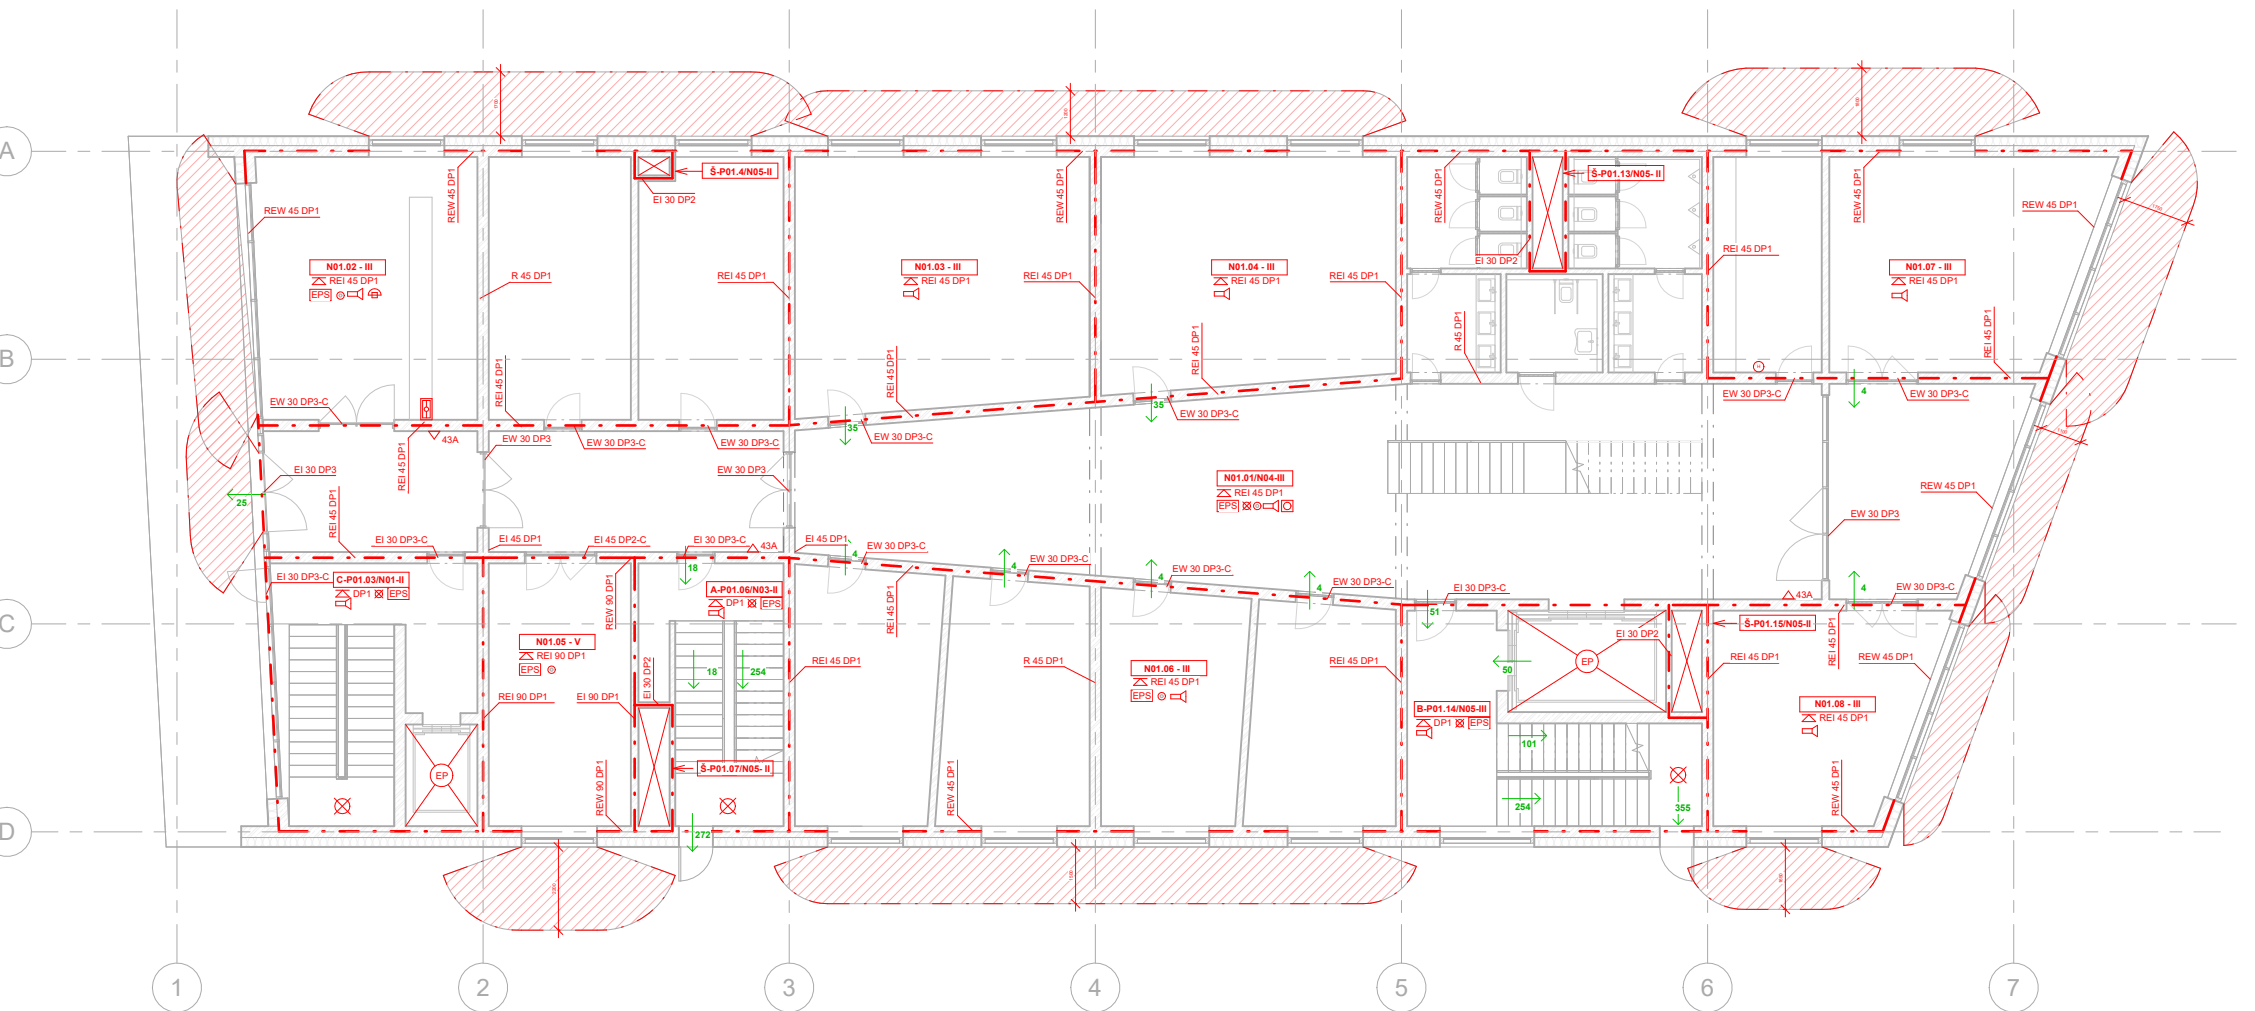 A
B
C
D
1
2
3
4
5
6
7
1200
Š-P01.4/N05-II
EI 30 DP2
Š-P01.13/N05- II
EI 30 DP2
REW 45 DP1
REW 45 DP1
REW 45 DP1
REW 45 DP1
REW 45 DP1
REW 45 DP1
REW 45 DP1
N01.02 - III
REI 45 DP1
EPS
R 45 DP1
REI 45 DP1
N01.03 - III
REI 45 DP1
REI 45 DP1
N01.04 - III
REI 45 DP1
REI 45 DP1
REI 45 DP1
N01.07 - III
REI 45 DP1
H
R 45 DP1
REI 45 DP1
REI 45 DP1
REI 45 DP1
REI 45 DP1
EW 30 DP3-C
43A
REI 45 DP1
EW 30 DP3
EW 30 DP3-C
EW 30 DP3-C
35
EW 30 DP3-C
35
EW 30 DP3-C
EW 30 DP3-C
4
EW 30 DP3-C
1100
EI 30 DP3
25
REI 45 DP1
EW 30 DP3
N01.01/N04-III
REI 45 DP1
EPS
REW 45 DP1
EW 30 DP3
EI 30 DP3-C
EI 45 DP1
EI 45 DP2-C
EI 30 DP3-C
43A
EI 45 DP1
4
EW 30 DP3-C
4
4
EW 30 DP3-C
4
EW 30 DP3-C
EI 30 DP3-C
43A
4
EW 30 DP3-C
EI 30 DP3-C
C-P01.03/N01-II
DP1
EPS
18
A-P01.06/N03-II
DP1
EPS
REW 90 DP1
REI 45 DP1
51
EI 30 DP2
Š-P01.15/N05-II
REI 45 DP1
N01.05 - V
REI 90 DP1
EPS
EI 30 DP2
18
254
REI 45 DP1
R 45 DP1
N01.06 - III
REI 45 DP1
EPS
REI 45 DP1
50
EP
REI 45 DP1
REW 45 DP1
REI 90 DP1
EI 90 DP1
B-P01.14/N05-III
DP1
EPS
N01.08 - III
REI 45 DP1
101
EP
Š-P01.07/N05- II
REW 90 DP1
REW 45 DP1
254
355
REW 45 DP1
272